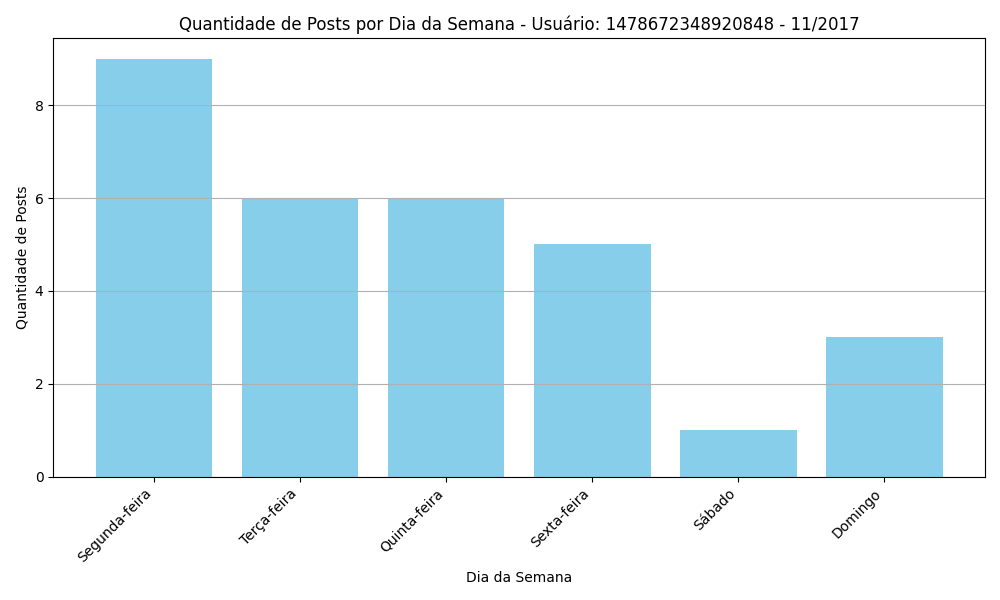 Quantidade de Posts por Dia da Semana - Usuário: 1478672348920848 - 11/2017
Quantidade de Posts
8
6
4
2
0
Segunda-feira
Terça-feira
Quinta-feira
Sexta-feira
Sábado
Domingo
Dia da Semana